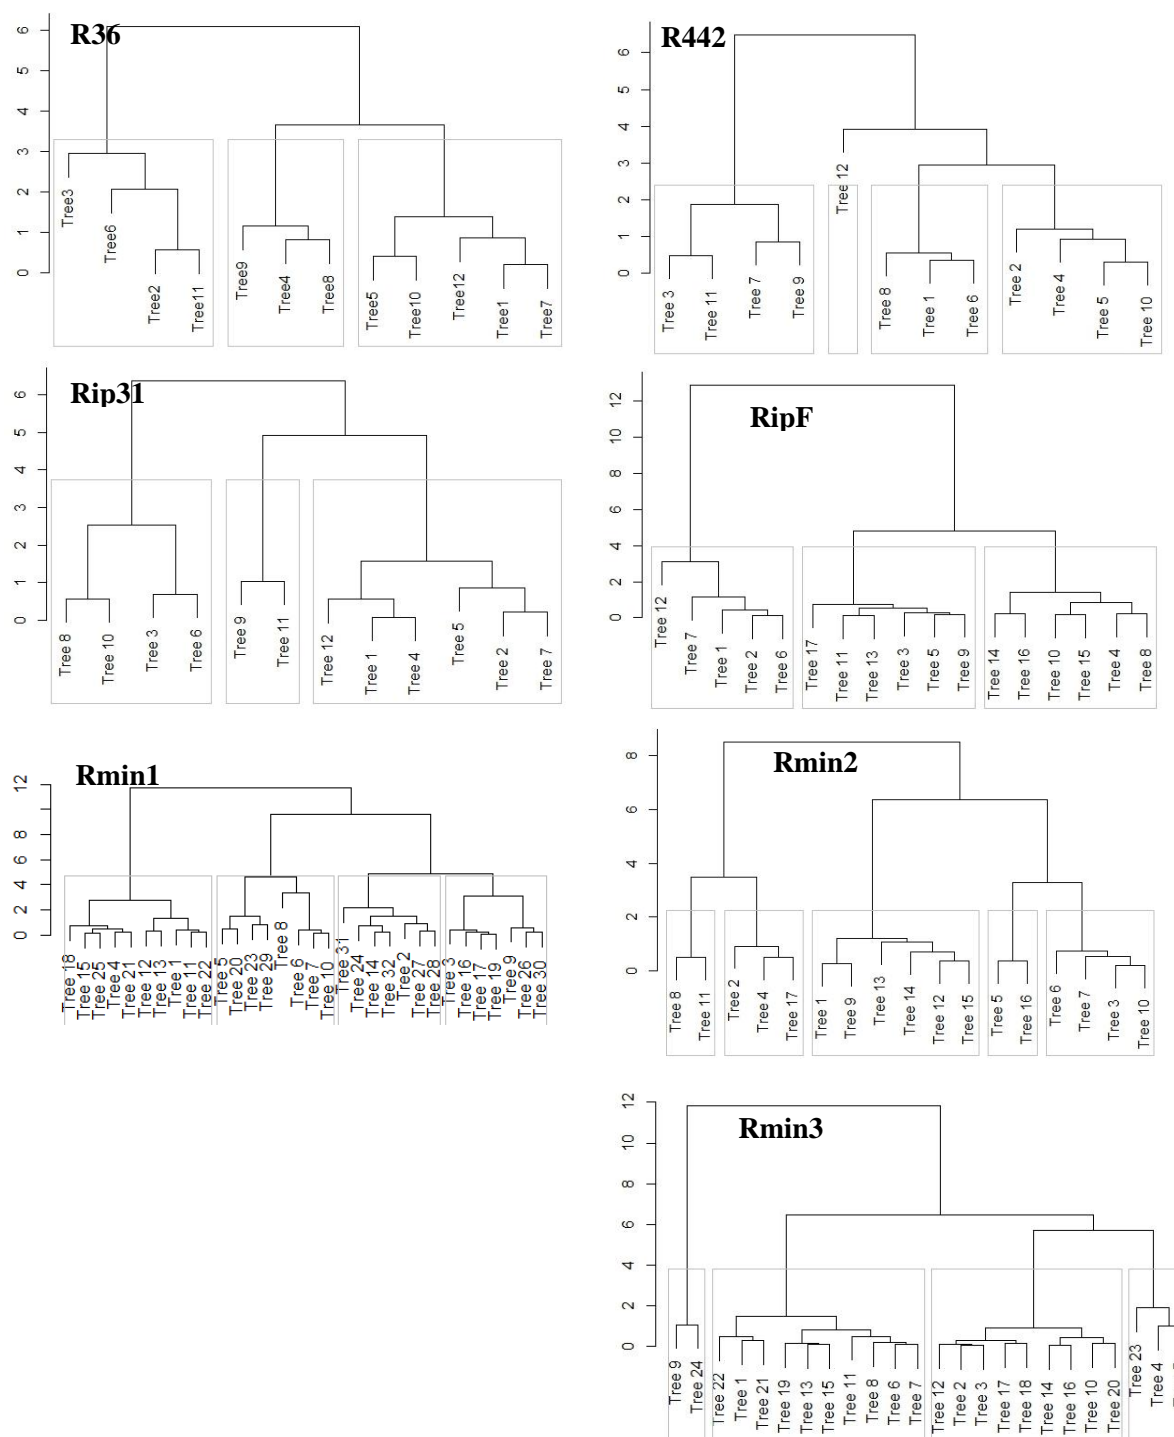 R36
6
5
4
3
2
1
0
Tree3
Tree6
Tree2
Tree11
Tree9
Tree4
Tree8
Tree5
Tree10
Tree12
Tree1
Tree7
R442
6
5
4
3
2
1
0
Tree 3
Tree 11
Tree 7
Tree 9
Tree 12
Tree 8
Tree 1
Tree 6
Tree 2
Tree 4
Tree 5
Tree 10
Rip31
6
5
4
3
2
1
0
Tree 8
Tree 10
Tree 3
Tree 6
Tree 9
Tree 11
Tree 12
Tree 1
Tree 4
Tree 5
Tree 2
Tree 7
RipF
12
10
8
6
4
2
0
Tree 12
Tree 7
Tree 1
Tree 2
Tree 6
Tree 17
Tree 11
Tree 13
Tree 3
Tree 5
Tree 9
Tree 14
Tree 16
Tree 10
Tree 15
Tree 4
Tree 8
Rmin1
12
8
6
4
2
0
Tree 18
Tree 15
Tree 25
Tree 4
Tree 21
Tree 12
Tree 13
Tree 1
Tree 11
Tree 22
Tree 5
Tree 20
Tree 23
Tree 29
Tree 8
Tree 6
Tree 7
Tree 10
Tree 31
Tree 24
Tree 14
Tree 32
Tree 2
Tree 27
Tree 28
Tree 3
Tree 16
Tree 17
Tree 19
Tree 9
Tree 26
Tree 30
Rmin2
8
6
4
2
0
Tree 8
Tree 11
Tree 2
Tree 4
Tree 17
Tree 1
Tree 9
Tree 13
Tree 14
Tree 12
Tree 15
Tree 5
Tree 16
Tree 6
Tree 7
Tree 3
Tree 10
Rmin3
12
10
8
6
4
2
0
Tree 9
Tree 24
Tree 22
Tree 1
Tree 21
Tree 19
Tree 13
Tree 15
Tree 11
Tree 8
Tree 6
Tree 7
Tree 12
Tree 2
Tree 3
Tree 17
Tree 18
Tree 14
Tree 16
Tree 10
Tree 20
Tree 23
Tree 4